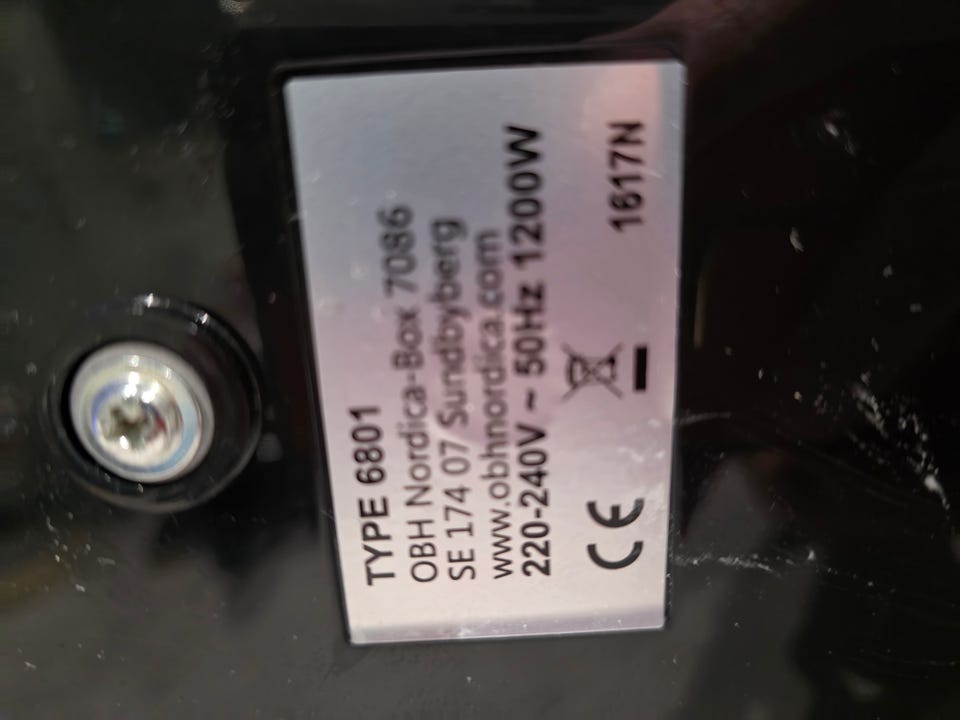 TYPE 6801
OBH Nordica-Box 7086
SE 174 07 Sundbyberg
www.obhnordica.com
220-240V ~ 50Hz 1200W
CE
1617N